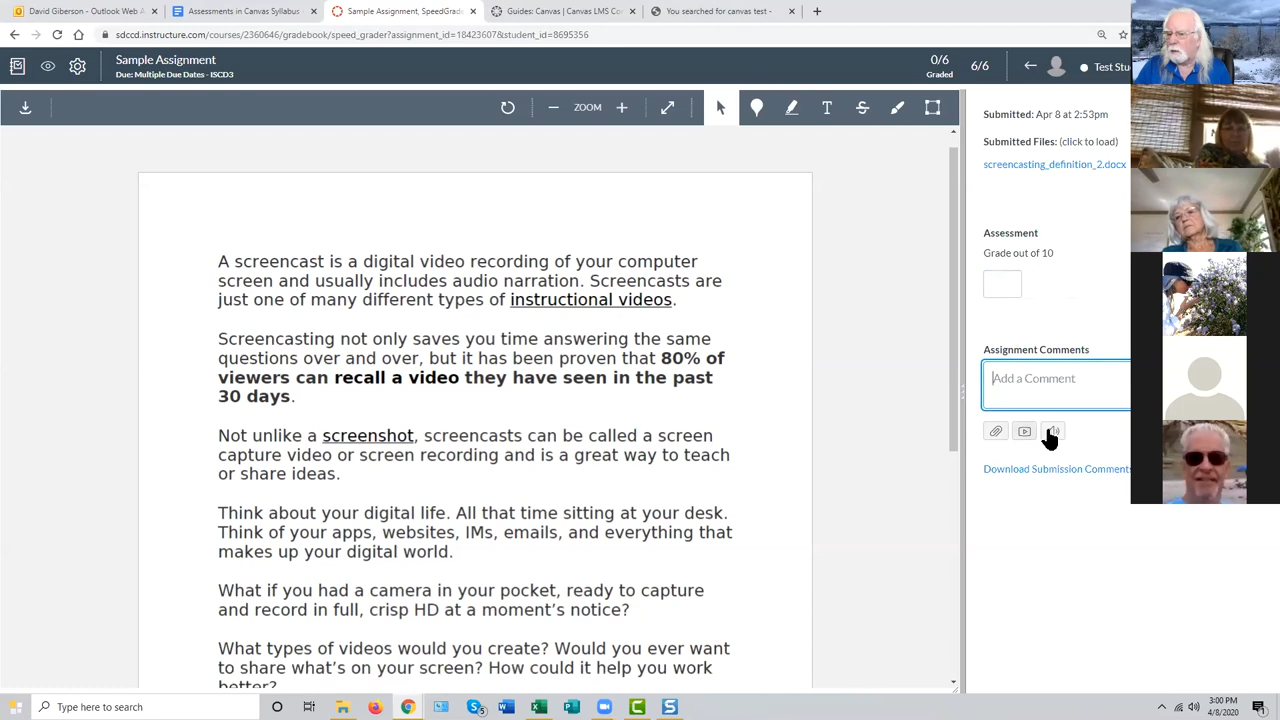 David Giberson - Outlook Web A
Assessments in Canvas Syllabus -
Sample Assignment, SpeedGrade
Guides: Canvas | Canvas LMS Co
You searched for canvas test -
sdccd.instructure.com/courses/2360646/gradebook/speed_grader?assignment_id=18423607&student_id=8695356
Sample Assignment
Due: Multiple Due Dates - ISCD3
0/6
Graded
6/6
Test Stu
ZOOM
A screencast is a digital video recording of your computer
screen and usually includes audio narration. Screencasts are
just one of many different types of instructional videos.
Screencasting not only saves you time answering the same
questions over and over, but it has been proven that 80% of
viewers can recall a video they have seen in the past
30 days.
Not unlike a screenshot, screencasts can be called a screen
capture video or screen recording and is a great way to teach
or share ideas.
Think about your digital life. All that time sitting at your desk.
Think of your apps, websites, IMs, emails, and everything that
makes up your digital world.
What if you had a camera in your pocket, ready to capture
and record in full, crisp HD at a moment's notice?
What types of videos would you create? Would you ever want
to share what's on your screen? How could it help you work
better?
Submitted: Apr 8 at 2:53pm
Submitted Files: (click to load)
screencasting_definition_2.docx
Assessment
Grade out of 10
Assignment Comments
Add a Comment
Download Submission Comments
Type here to search
5
3:00 PM
4/8/2020
1